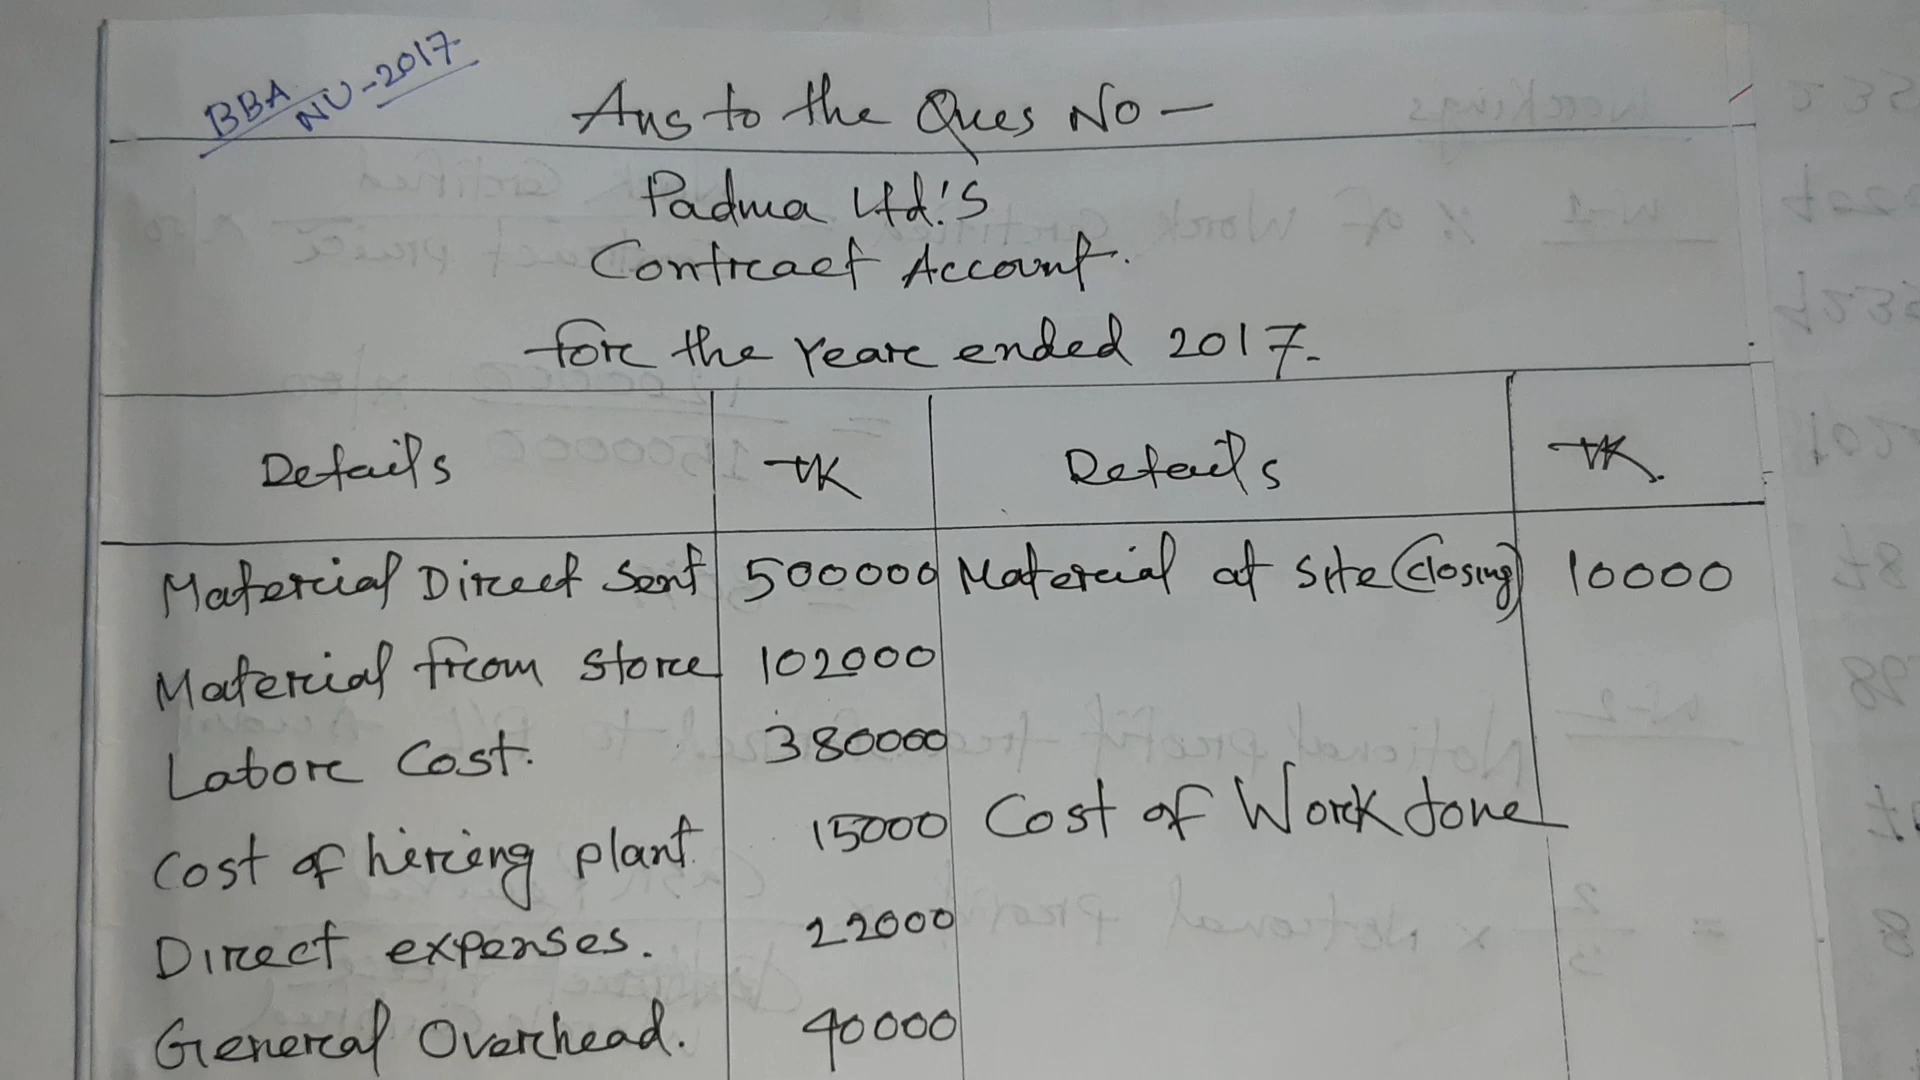 BBA
NU-2017
Ans to the Ques No -
Padma Ltd.'s
Contract Account.
for the Year ended 2017.
Details TK Details TK.
Material Direct Sent 500000 Material at Site (closing) 10000
Material from store 102000
Labore Cost. 380000
Cost of hireing plant. 15000 Cost of Work done
Direct expenses. 22000
General Overhead. 40000